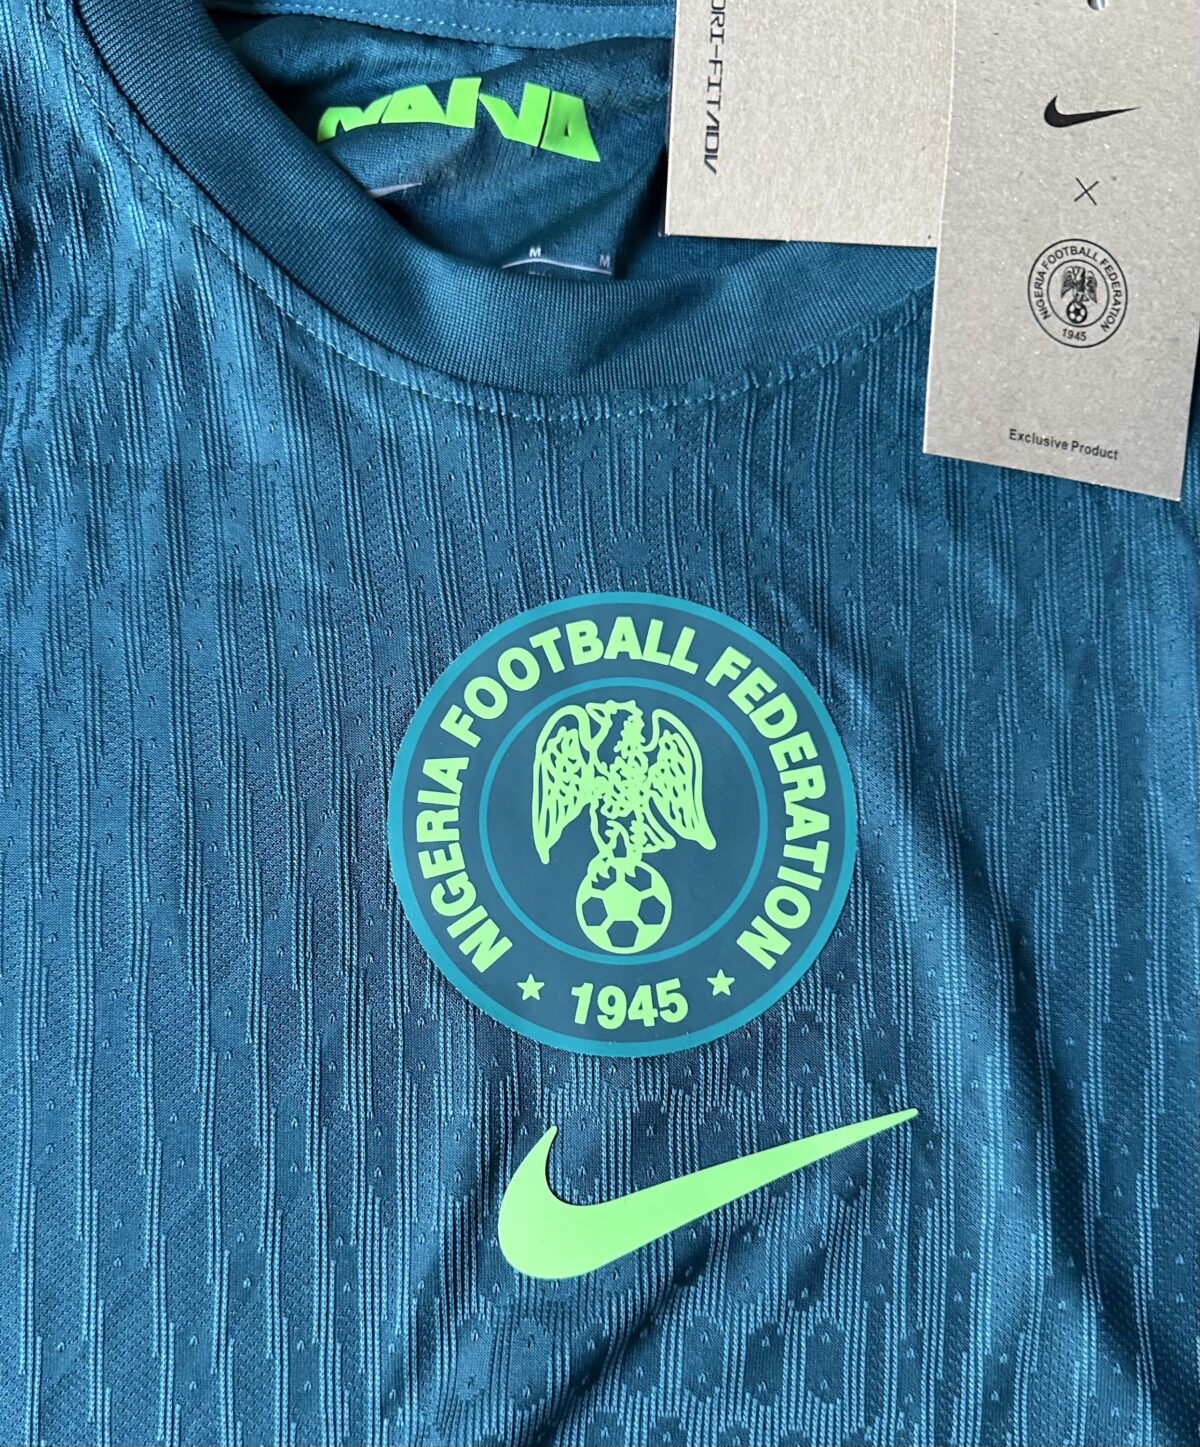 NAIJA
DRI-FIT ADV
M
M
NIGERIA FOOTBALL FEDERATION
1945
Exclusive Product
NIGERIA FOOTBALL FEDERATION
1945